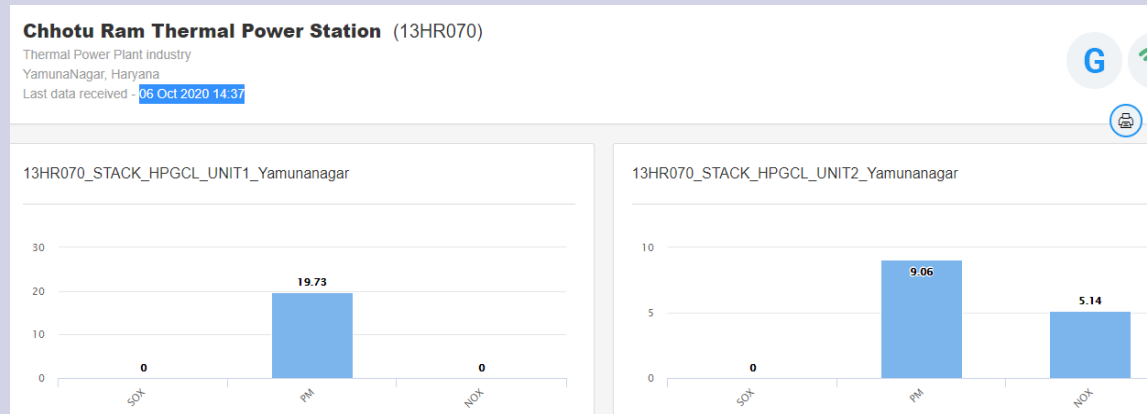 Chhotu Ram Thermal Power Station (13HR070)
Thermal Power Plant industry
YamunaNagar, Haryana
Last data received - 06 Oct 2020 14:37
G
13HR070_STACK_HPGCL_UNIT1_Yamunanagar
30
20
10
0
0
19.73
0
SOX
PM
NOX
13HR070_STACK_HPGCL_UNIT2_Yamunanagar
10
5
0
0
9.06
5.14
SOX
PM
NOX